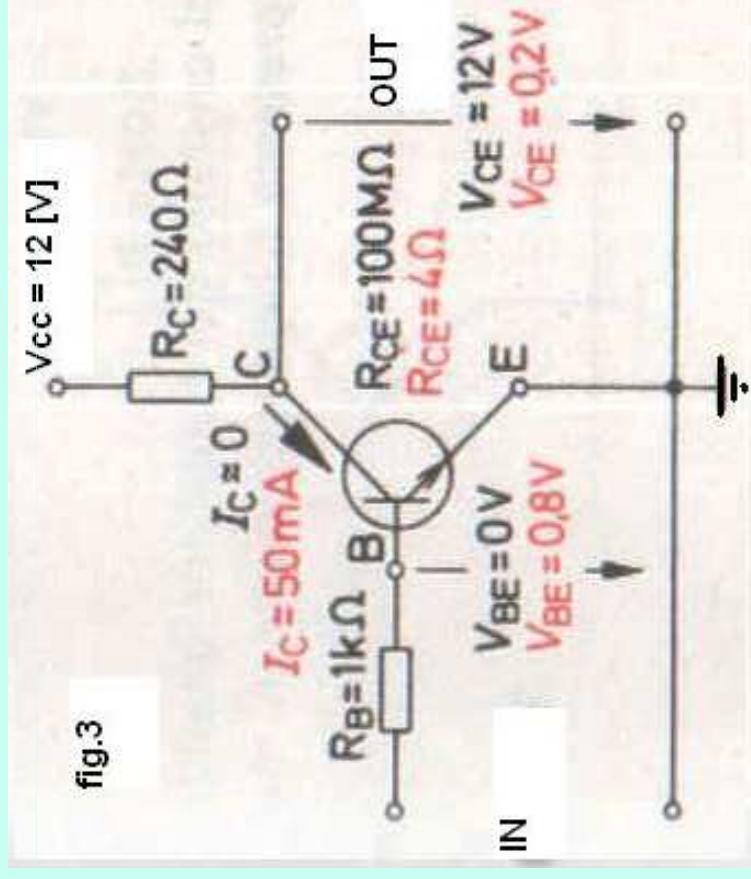 fig.3
Vcc = 12 [V]
RC=240Ω
IC≈0
IC=50mA
C
RB=1kΩ
B
RCE=100MΩ
RCE=4Ω
OUT
E
VBE=0V
VBE=0,8V
VCE = 12V
VCE = 0,2V
IN